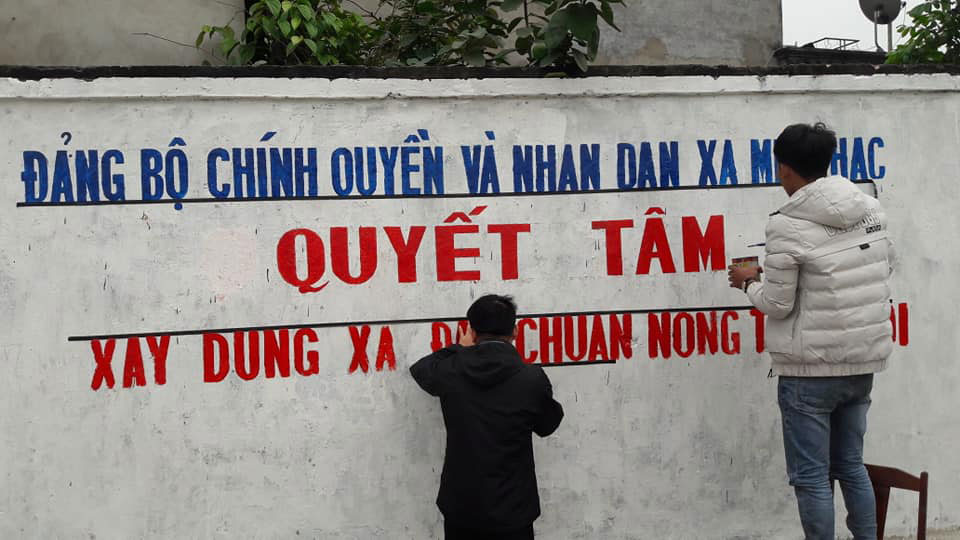 ĐẢNG BỘ CHÍNH QUYỀN VÀ NHAN DAN XA
QUYẾT TÂM
XAY DUNG XA CHUAN NONG